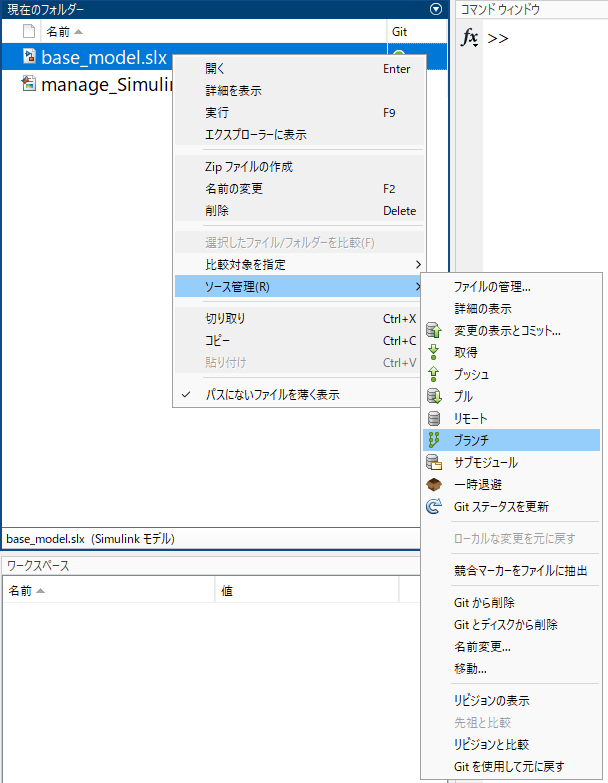 現在のフォルダー
名前
Git
base_model.slx
manage_Simulin
コマンド ウィンドウ
fx >>
開く Enter
詳細を表示
実行 F9
エクスプローラーに表示
Zip ファイルの作成
名前の変更 F2
削除 Delete
選択したファイル/フォルダーを比較(F)
比較対象を指定
ソース管理(R)
切り取り Ctrl+X
コピー Ctrl+C
貼り付け Ctrl+V
パスにないファイルを薄く表示
ファイルの管理...
詳細の表示
変更の表示とコミット...
取得
プッシュ
プル
リモート
ブランチ
サブモジュール
一時退避
Git ステータスを更新
ローカルな変更を元に戻す
競合マーカーをファイルに抽出
Git から削除
Git とディスクから削除
名前変更...
移動...
リビジョンの表示
先祖と比較
リビジョンと比較
Git を使用して元に戻す
base_model.slx (Simulink モデル)
ワークスペース
名前
値